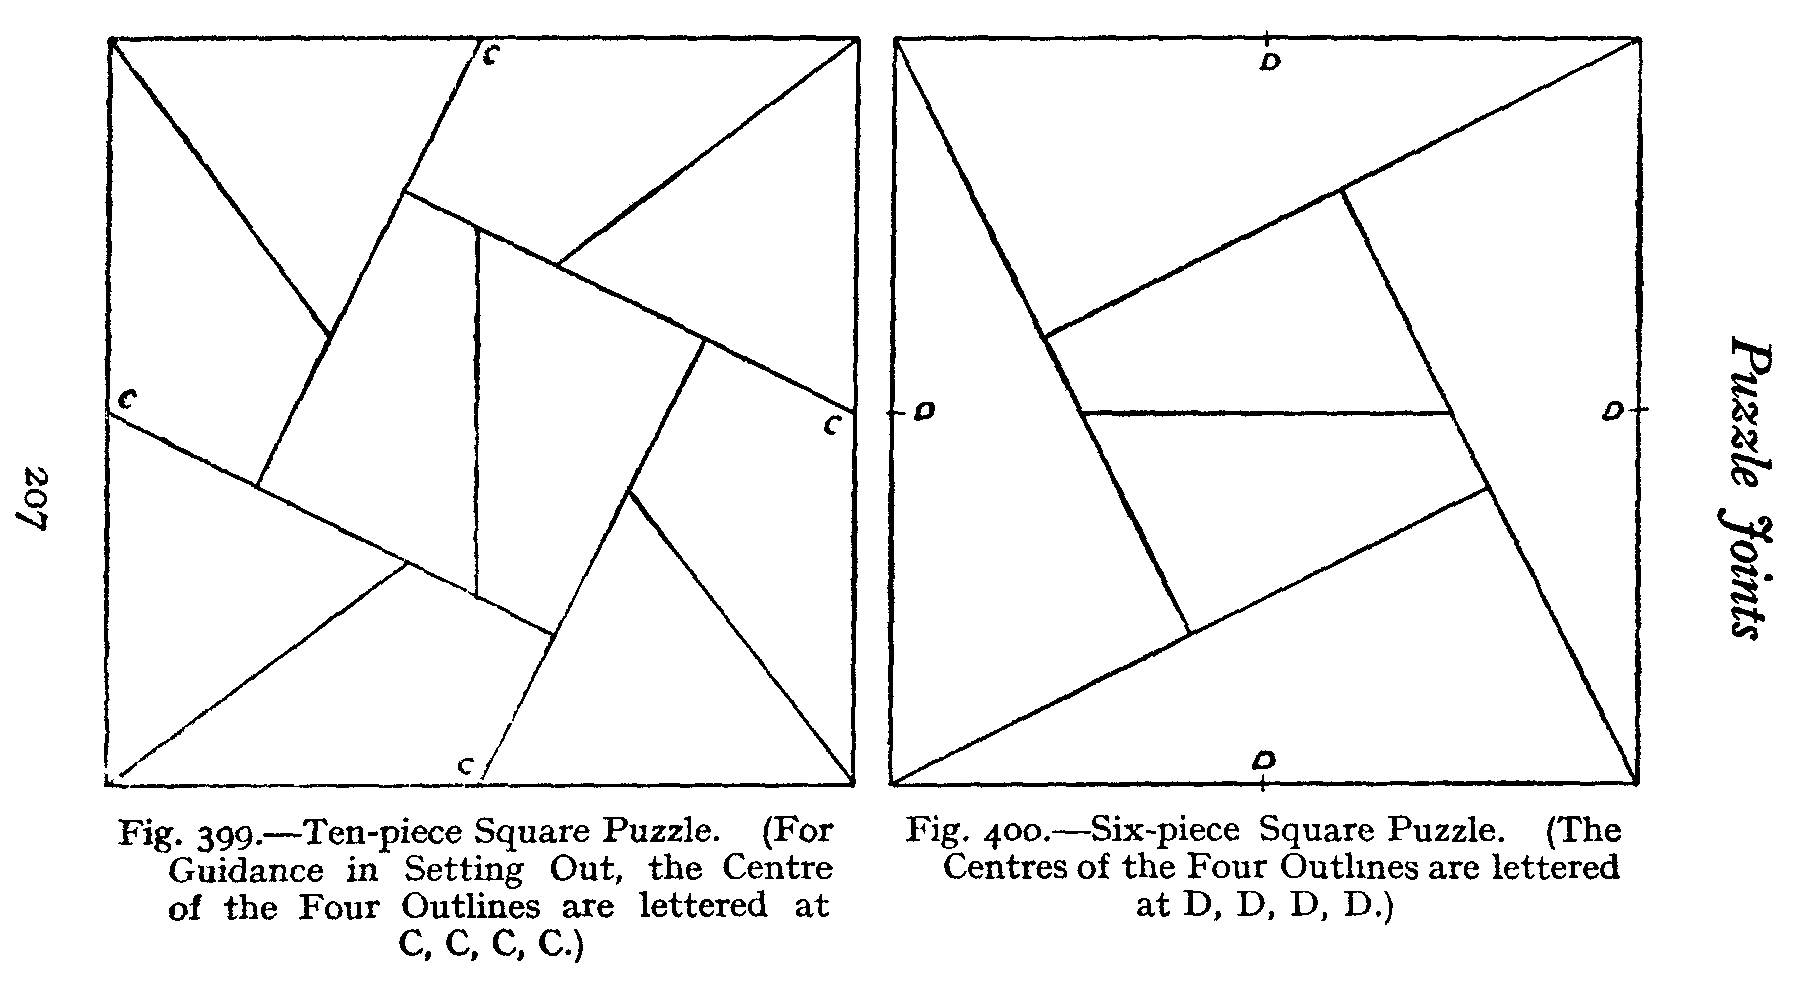 C
C
C
C
Fig. 399.—Ten-piece Square Puzzle. (For
Guidance in Setting Out, the Centre
of the Four Outlines are lettered at
C, C, C, C.)
D
D
D
D
Fig. 400.—Six-piece Square Puzzle. (The
Centres of the Four Outlines are lettered
at D, D, D, D.)
Puzzle Joints
207